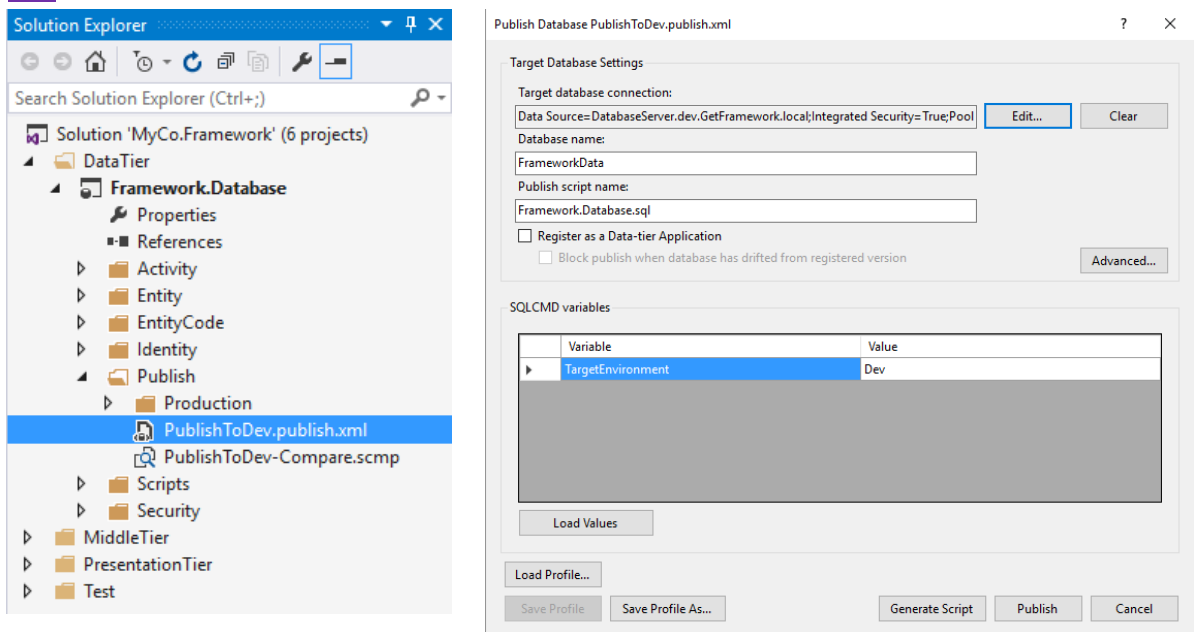 Solution Explorer
Search Solution Explorer (Ctrl+;)
Solution 'MyCo.Framework' (6 projects)
DataTier
Framework.Database
Properties
References
Activity
Entity
EntityCode
Identity
Publish
Production
PublishToDev.publish.xml
PublishToDev-Compare.scmp
Scripts
Security
MiddleTier
PresentationTier
Test
Publish Database PublishToDev.publish.xml
Target Database Settings
Target database connection:
Data Source=DatabaseServer.dev.GetFramework.local;Integrated Security=True;Pool
Edit...
Clear
Database name:
FrameworkData
Publish script name:
Framework.Database.sql
Register as a Data-tier Application
Block publish when database has drifted from registered version
Advanced...
SQLCMD variables
Variable Value
TargetEnvironment Dev
Load Values
Load Profile...
Save Profile Save Profile As... Generate Script Publish Cancel